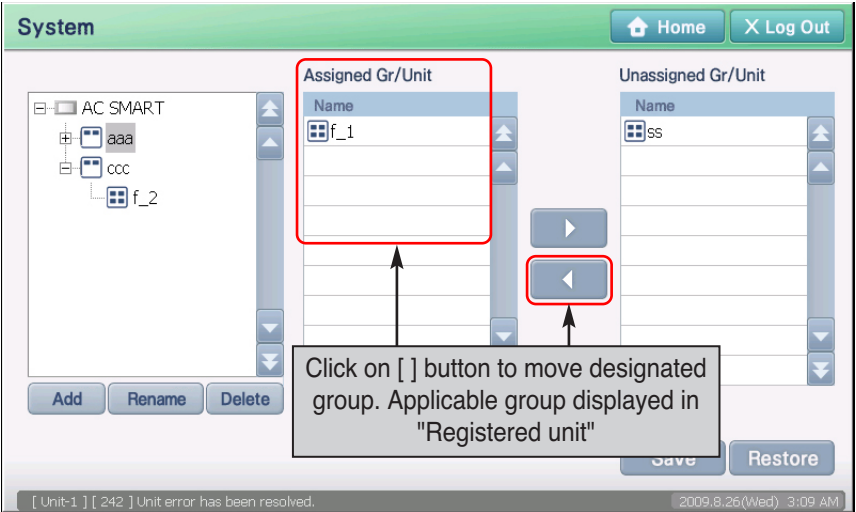 System
Home
X Log Out
Assigned Gr/Unit
Unassigned Gr/Unit
Name
Name
AC SMART
aaa
ccc
f_2
f_1
ss
Click on [ ] button to move designated
group. Applicable group displayed in
"Registered unit"
Add
Rename
Delete
Save
Restore
[ Unit-1 ] [ 242 ] Unit error has been resolved.
2009.8.26(Wed) 3:09 AM